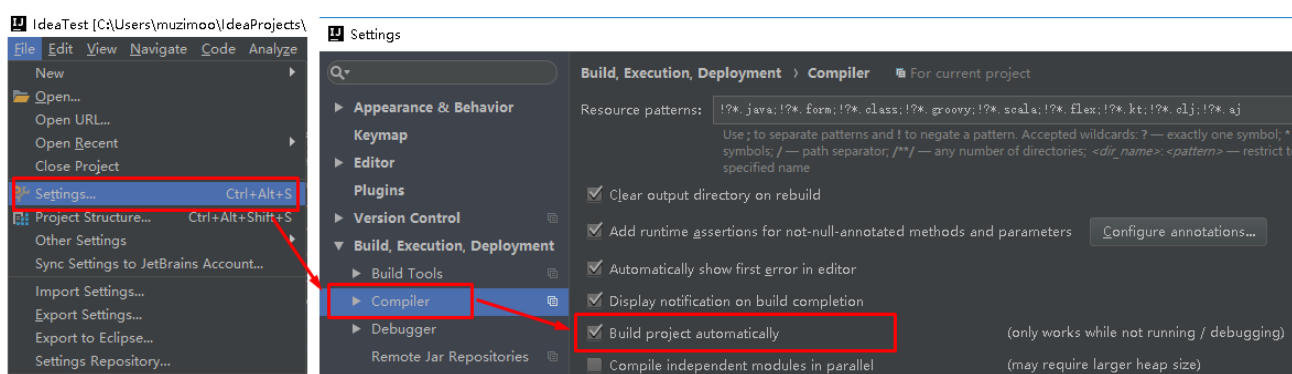 IdeaTest [C:\Users\muzimoo\IdeaProjects\
File Edit View Navigate Code Analyze
New
Open...
Open URL...
Open Recent
Close Project
Settings... Ctrl+Alt+S
Project Structure... Ctrl+Alt+Shift+S
Other Settings
Sync Settings to JetBrains Account...
Import Settings...
Export Settings...
Export to Eclipse...
Settings Repository...
Settings
Appearance & Behavior
Keymap
Editor
Plugins
Version Control
Build, Execution, Deployment
Build Tools
Compiler
Debugger
Remote Jar Repositories
Build, Execution, Deployment › Compiler For current project
Resource patterns: !?*.java;!?*.form;!?*.class;!?*.groovy;!?*.scala;!?*.flex;!?*.kt;!?*.clj;!?*.aj
Use ; to separate patterns and ! to negate a pattern. Accepted wildcards: ? — exactly one symbol; *
symbols; / — path separator; /**/ — any number of directories; <dir_name>:<pattern> — restrict to
specified name
Clear output directory on rebuild
Add runtime assertions for not-null-annotated methods and parameters Configure annotations...
Automatically show first error in editor
Display notification on build completion
Build project automatically (only works while not running / debugging)
Compile independent modules in parallel (may require larger heap size)